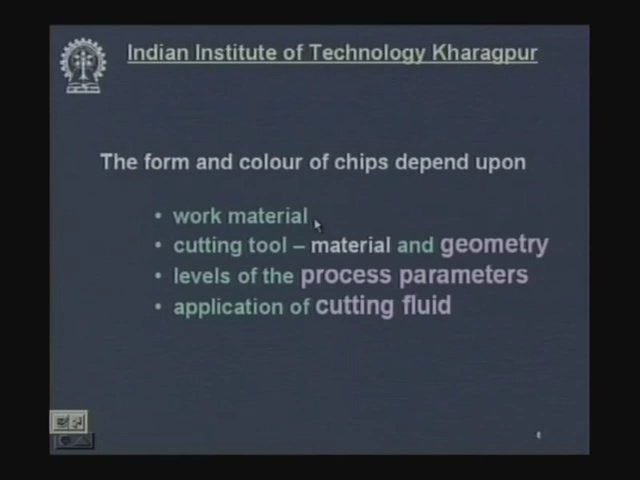 Indian Institute of Technology Kharagpur
The form and colour of chips depend upon
• work material
• cutting tool – material and geometry
• levels of the process parameters
• application of cutting fluid